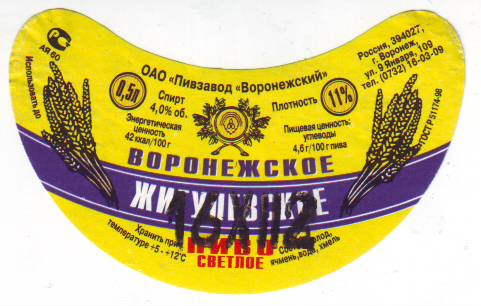 АЯ 60
Использовать до
ОАО "Пивзавод «Воронежский»
0,5л
Спирт
4,0% об.
Энергетическая
ценность
42 ккал/100 г
Плотность
11%
Пищевая ценность:
углеводы
4,6 г/100 г пива
Россия, 394027,
г. Воронеж,
ул. 9 Января, 109
тел. (0732) 16-03-09
ГОСТ Р 51174-98
ВОРОНЕЖСКОЕ
ЖИГУЛЕВСКОЕ
ПИВО
СВЕТЛОЕ
Хранить при
температуре +5 - +12°С
ячмень, вода, хмель